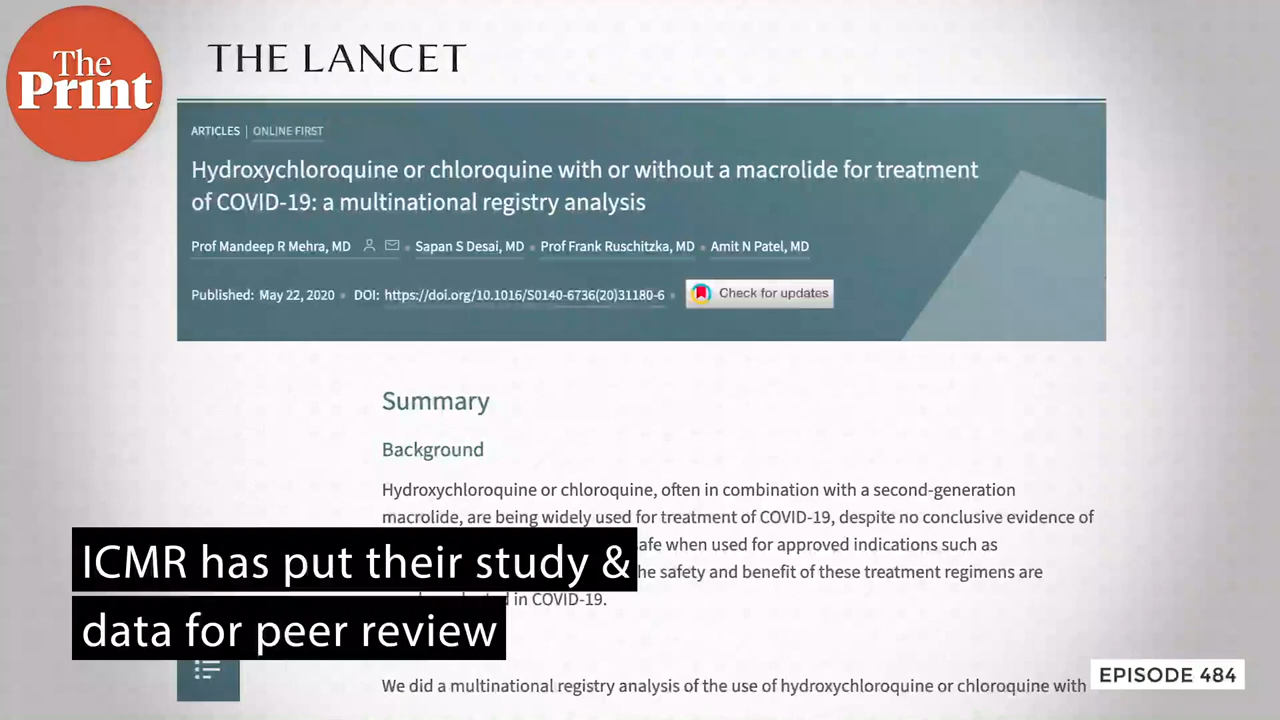 The
Print
THE LANCET
ARTICLES | ONLINE FIRST
Hydroxychloroquine or chloroquine with or without a macrolide for treatment
of COVID-19: a multinational registry analysis
Prof Mandeep R Mehra, MD • Sapan S Desai, MD • Prof Frank Ruschitzka, MD • Amit N Patel, MD
Published: May 22, 2020 • DOI: https://doi.org/10.1016/S0140-6736(20)31180-6 • Check for updates
Summary
Background
Hydroxychloroquine or chloroquine, often in combination with a second-generation
macrolide, are being widely used for treatment of COVID-19, despite no conclusive evidence of
afe when used for approved indications such as
he safety and benefit of these treatment regimens are
in COVID-19.
ICMR has put their study &
data for peer review
We did a multinational registry analysis of the use of hydroxychloroquine or chloroquine with
EPISODE 484